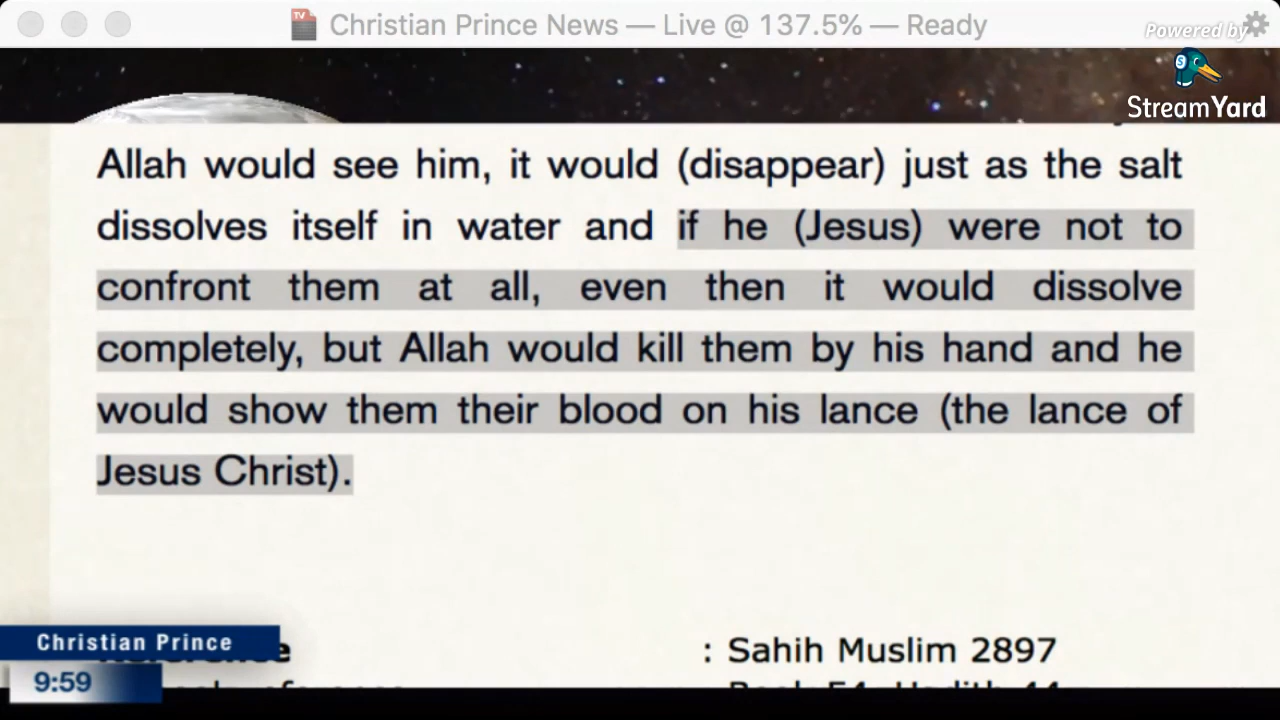 Christian Prince News — Live @ 137.5% — Ready
Powered by
StreamYard
Allah would see him, it would (disappear) just as the salt
dissolves itself in water and if he (Jesus) were not to
confront them at all, even then it would dissolve
completely, but Allah would kill them by his hand and he
would show them their blood on his lance (the lance of
Jesus Christ).
: Sahih Muslim 2897
Christian Prince
9:59